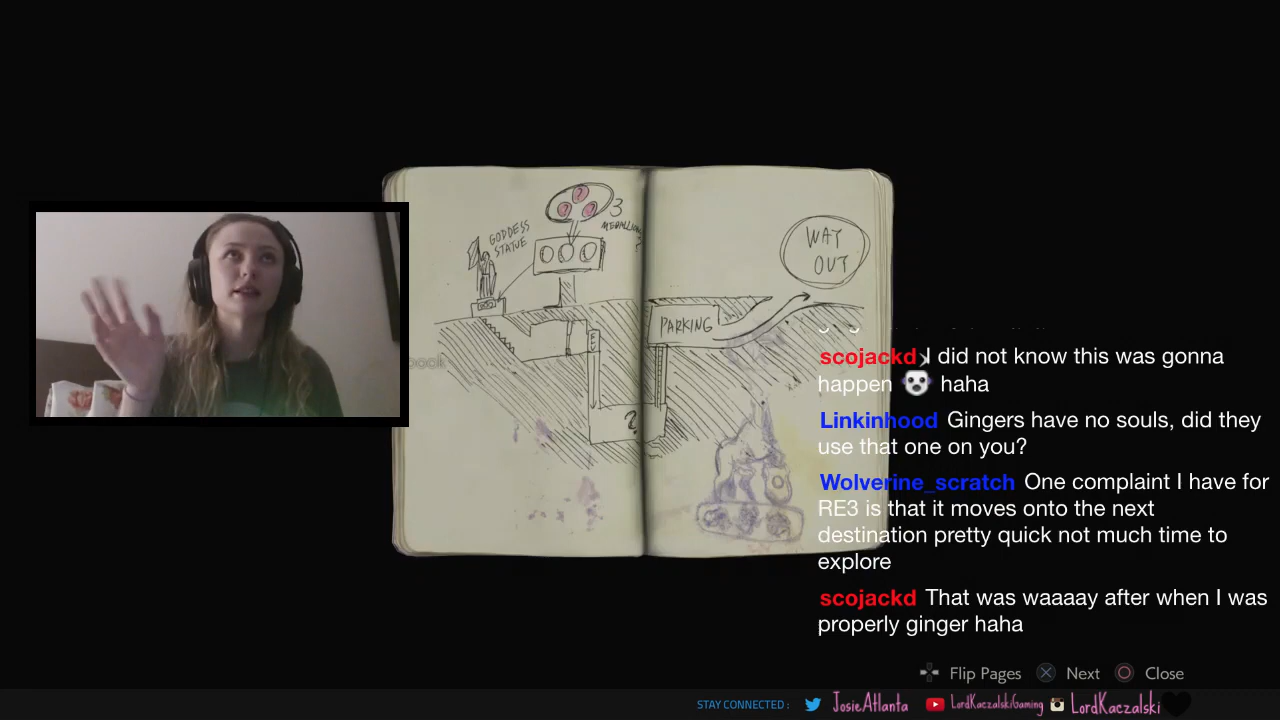 3
MEDALLIONS
?
GODDESS
STATUE
WAY
OUT
PARKING
EV
?
scojackd I did not know this was gonna
happen haha
Linkinhood Gingers have no souls, did they
use that one on you?
Wolverine_scratch One complaint I have for
RE3 is that it moves onto the next
destination pretty quick not much time to
explore
scojackd That was waaaay after when I was
properly ginger haha
Flip Pages Next Close
STAY CONNECTED : JosieAtlanta LordKaczalskiGaming LordKaczalski